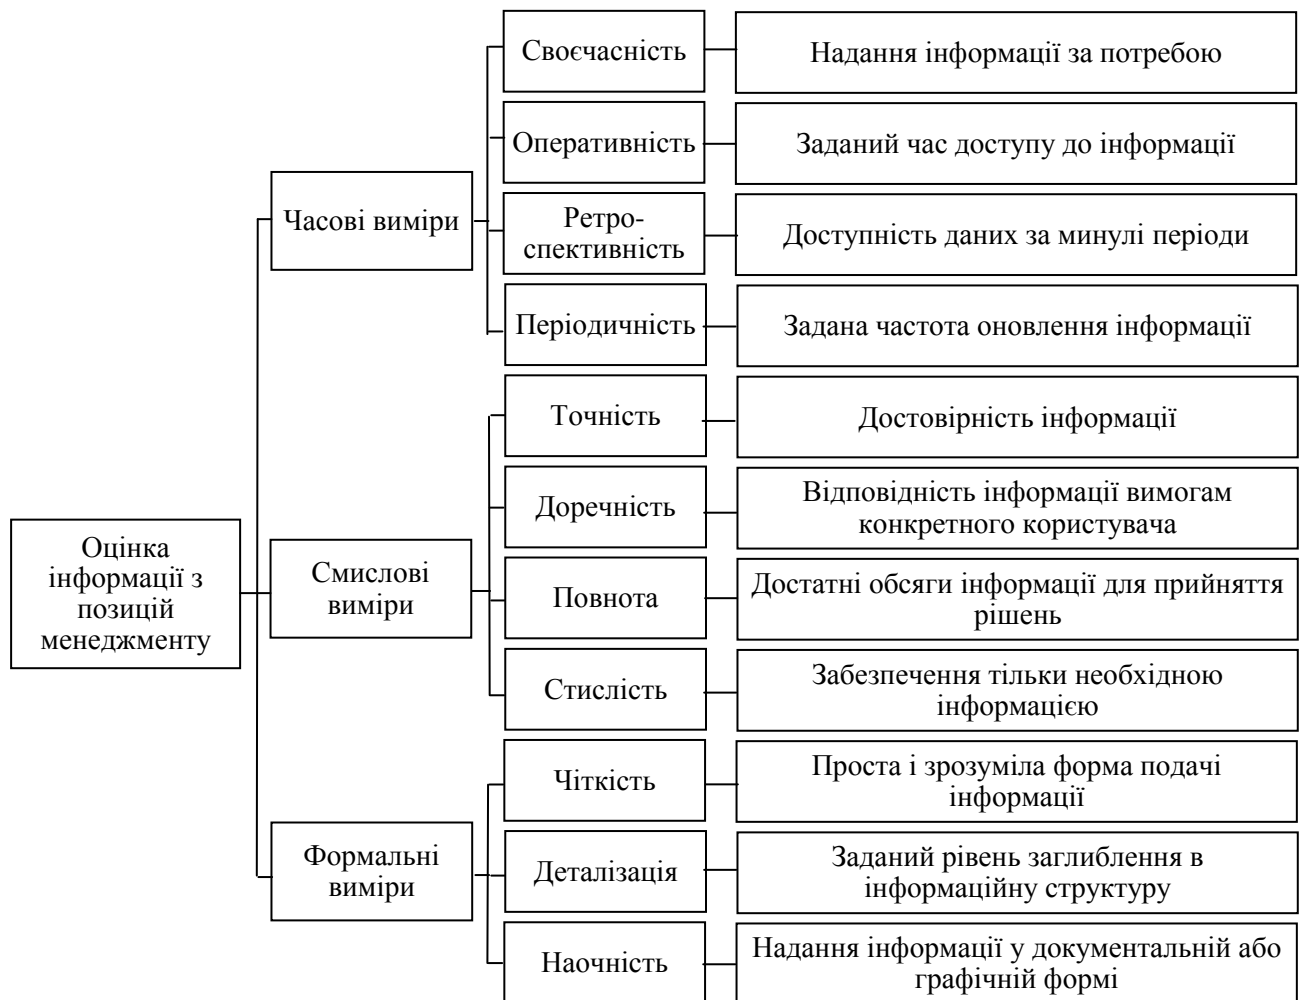 Своєчасність
Надання інформації за потребою
Оперативність
Заданий час доступу до інформації
Часові виміри
Ретро-
спективність
Доступність даних за минулі періоди
Періодичність
Задана частота оновлення інформації
Точність
Достовірність інформації
Доречність
Відповідність інформації вимогам
конкретного користувача
Оцінка
інформації з
позицій
менеджменту
Смислові
виміри
Повнота
Достатні обсяги інформації для прийняття
рішень
Стислість
Забезпечення тільки необхідною
інформацією
Чіткість
Проста і зрозуміла форма подачі
інформації
Формальні
виміри
Деталізація
Заданий рівень заглиблення в
інформаційну структуру
Наочність
Надання інформації у документальній або
графічній формі